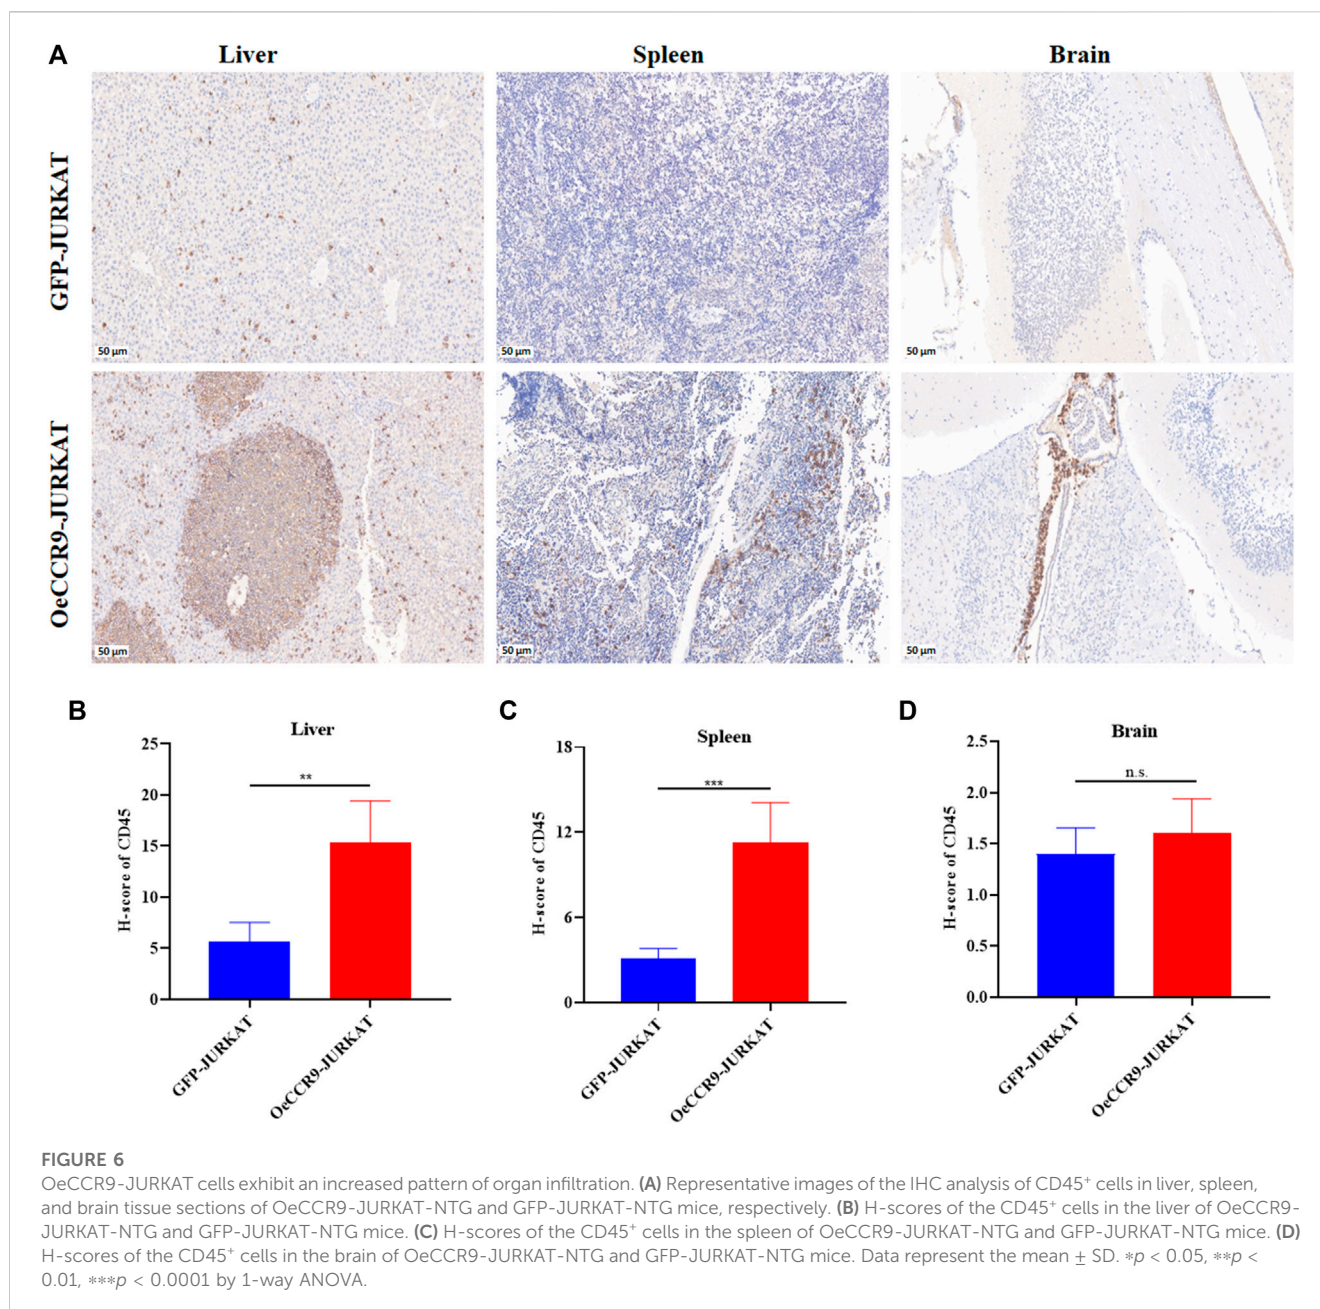 A
Liver
Spleen
Brain
GFP-JURKAT
50 µm
50 µm
50 µm
OeCCR9-JURKAT
50 µm
50 µm
50 µm
B
Liver
H-score of CD45
25
20
15
10
5
0
**
GFP-JURKAT
OeCCR9-JURKAT
C
Spleen
H-score of CD45
18
12
6
0
***
GFP-JURKAT
OeCCR9-JURKAT
D
Brain
H-score of CD45
2.5
2.0
1.5
1.0
0.5
0.0
n.s.
GFP-JURKAT
OeCCR9-JURKAT
FIGURE 6
OeCCR9-JURKAT cells exhibit an increased pattern of organ infiltration. (A) Representative images of the IHC analysis of CD45⁺ cells in liver, spleen,
and brain tissue sections of OeCCR9-JURKAT-NTG and GFP-JURKAT-NTG mice, respectively. (B) H-scores of the CD45⁺ cells in the liver of OeCCR9-
JURKAT-NTG and GFP-JURKAT-NTG mice. (C) H-scores of the CD45⁺ cells in the spleen of OeCCR9-JURKAT-NTG and GFP-JURKAT-NTG mice. (D)
H-scores of the CD45⁺ cells in the brain of OeCCR9-JURKAT-NTG and GFP-JURKAT-NTG mice. Data represent the mean ± SD. *p < 0.05, **p <
0.01, ***p < 0.0001 by 1-way ANOVA.